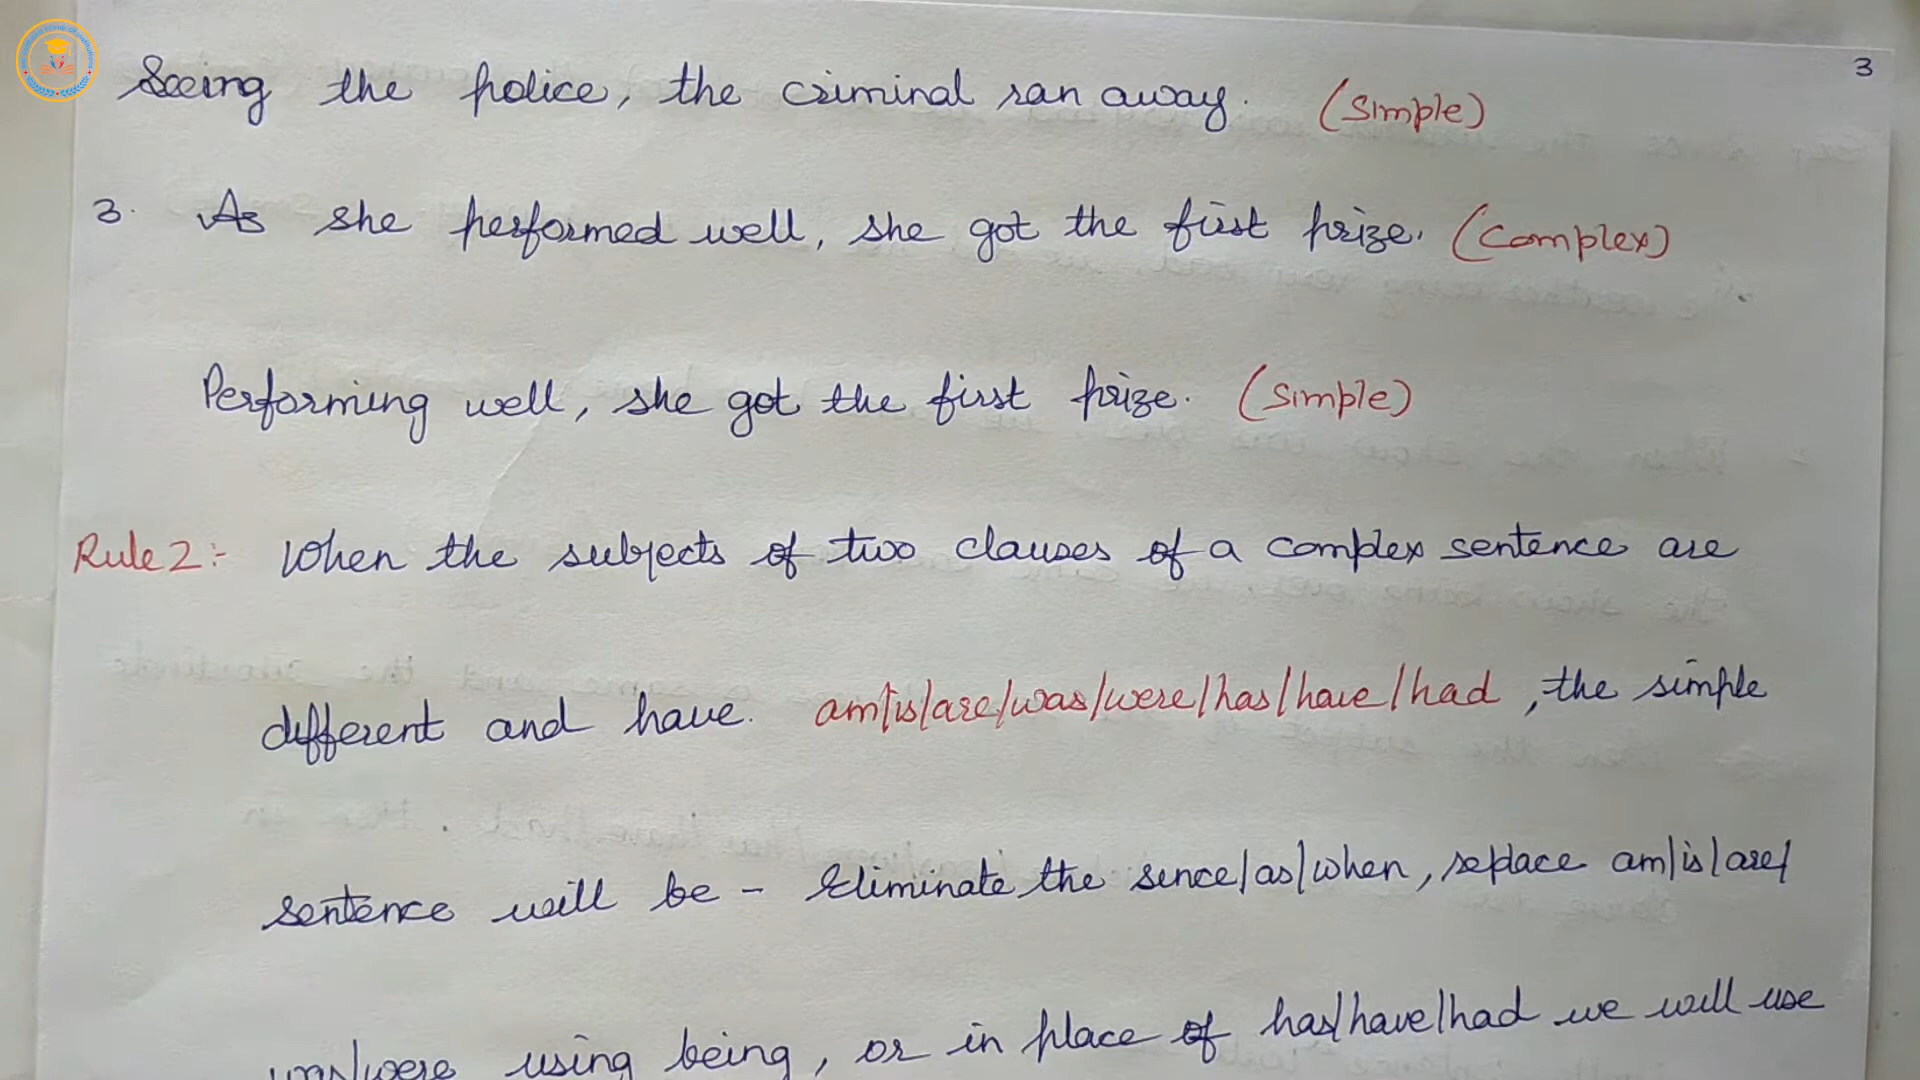 3
Seeing the police, the criminal ran away. (Simple)
3. As she performed well, she got the first prize. (Complex)
Performing well, she got the first prize. (Simple)
Rule 2:- When the subjects of two clauses of a complex sentence are
different and have. am/is/are/was/were/has/have/had, the simple
sentence will be - Eliminate the sence/as/when, replace am/is/are/
was/were using being, or in place of has/have/had we will use